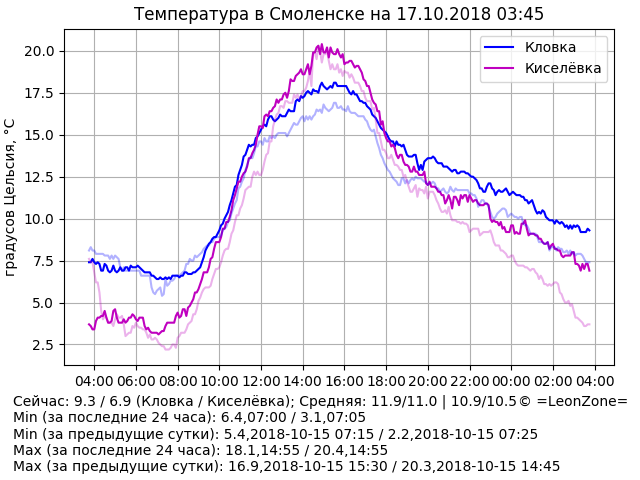 Температура в Смоленске на 17.10.2018 03:45
Кловка
Киселёвка
градусов Цельсия, °C
20.0
17.5
15.0
12.5
10.0
7.5
5.0
2.5
04:00 06:00 08:00 10:00 12:00 14:00 16:00 18:00 20:00 22:00 00:00 02:00 04:00
Сейчас: 9.3 / 6.9 (Кловка / Киселёвка); Средняя: 11.9/11.0 | 10.9/10.5© =LeonZone=
Min (за последние 24 часа): 6.4,07:00 / 3.1,07:05
Min (за предыдущие сутки): 5.4,2018-10-15 07:15 / 2.2,2018-10-15 07:25
Max (за последние 24 часа): 18.1,14:55 / 20.4,14:55
Max (за предыдущие сутки): 16.9,2018-10-15 15:30 / 20.3,2018-10-15 14:45